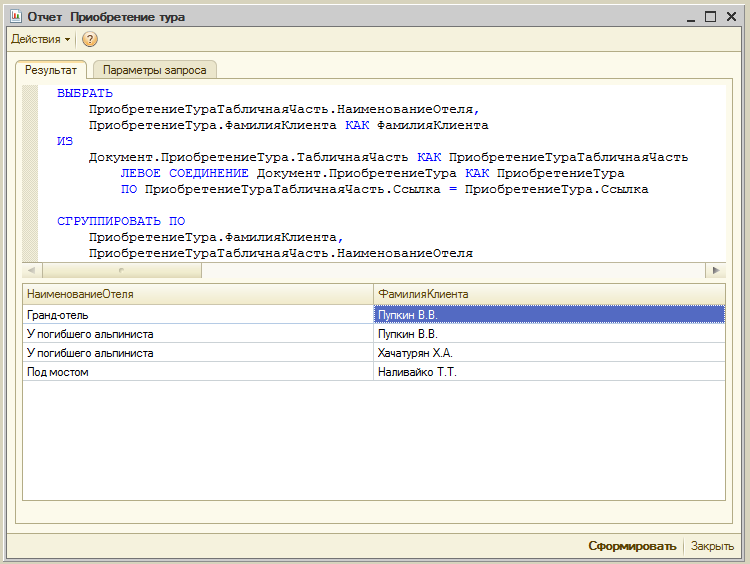 Отчет  Приобретение тура
Действия ?
Результат Параметры запроса
ВЫБРАТЬ
ПриобретениеТураТабличнаяЧасть.НаименованиеОтеля,
ПриобретениеТура.ФамилияКлиента КАК ФамилияКлиента
ИЗ
Документ.ПриобретениеТура.ТабличнаяЧасть КАК ПриобретениеТураТабличнаяЧасть
ЛЕВОЕ СОЕДИНЕНИЕ Документ.ПриобретениеТура КАК ПриобретениеТура
ПО ПриобретениеТураТабличнаяЧасть.Ссылка = ПриобретениеТура.Ссылка
СГРУППИРОВАТЬ ПО
ПриобретениеТура.ФамилияКлиента,
ПриобретениеТураТабличнаяЧасть.НаименованиеОтеля
НаименованиеОтеля ФамилияКлиента
Гранд-отель Пупкин В.В.
У погибшего альпиниста Пупкин В.В.
У погибшего альпиниста Хачатурян Х.А.
Под мостом Наливайко Т.Т.
Сформировать Закрыть